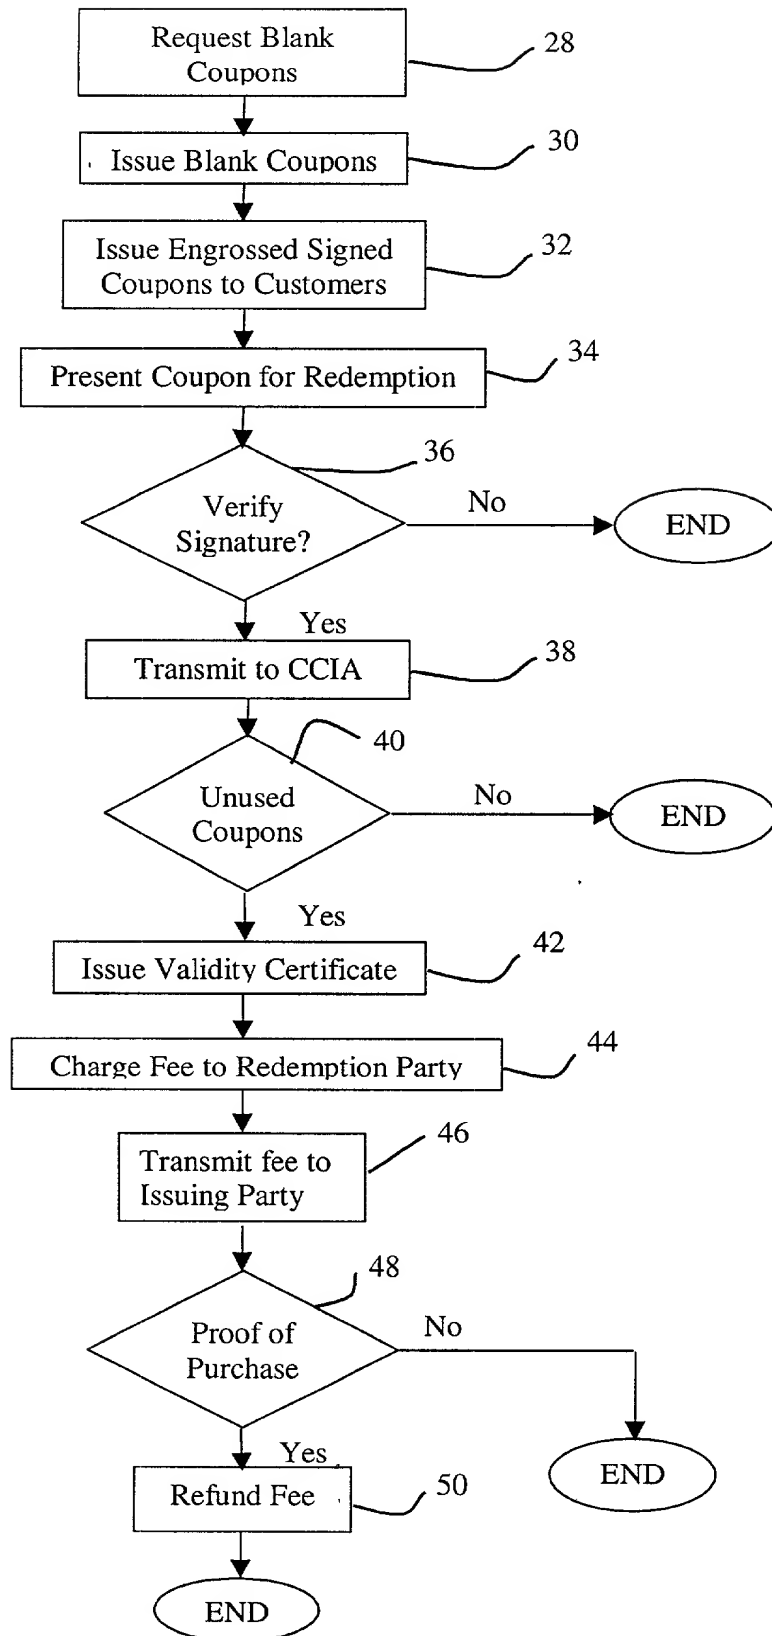 Request Blank
Coupons
28
Issue Blank Coupons
30
Issue Engrossed Signed
Coupons to Customers
32
Present Coupon for Redemption
34
36
Verify
Signature?
No
END
Yes
Transmit to CCIA
38
40
Unused
Coupons
No
END
Yes
Issue Validity Certificate
42
Charge Fee to Redemption Party
44
Transmit fee to
Issuing Party
46
48
Proof of
Purchase
No
END
Yes
Refund Fee
50
END